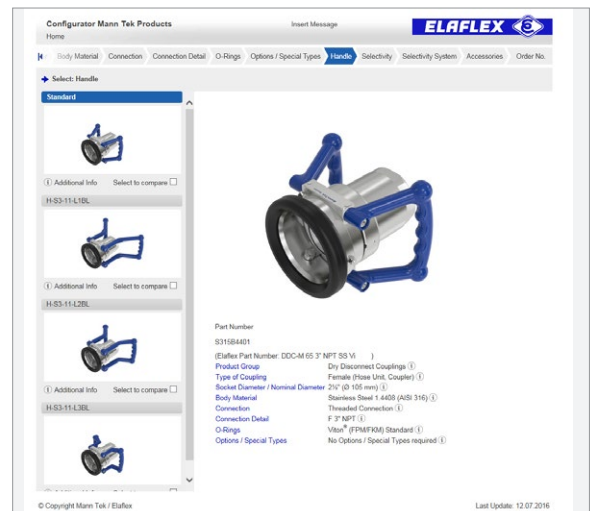 Configurator Mann Tek Products
Insert Message
ELAFLEX
Home
Body Material Connection Connection Detail O-Rings Options / Special Types Handle Selectivity Selectivity System Accessories Order No.
Select: Handle
Standard
Additional Info Select to compare
H-S3-11-L1BL
Additional Info Select to compare
H-S3-11-L2BL
Additional Info Select to compare
H-S3-11-L3BL
Part Number
S315B4401
(Elaflex Part Number: DDC-M 65 3" NPT SS Vi )
Product Group Dry Disconnect Couplings
Type of Coupling Female (Hose Unit, Coupler)
Socket Diameter / Nominal Diameter 2½" (Ø 105 mm)
Body Material Stainless Steel 1.4408 (AISI 316)
Connection Threaded Connection
Connection Detail F 3" NPT
O-Rings Viton® (FPM/FKM) Standard
Options / Special Types No Options / Special Types required
© Copyright Mann Tek / Elaflex
Last Update: 12.07.2016